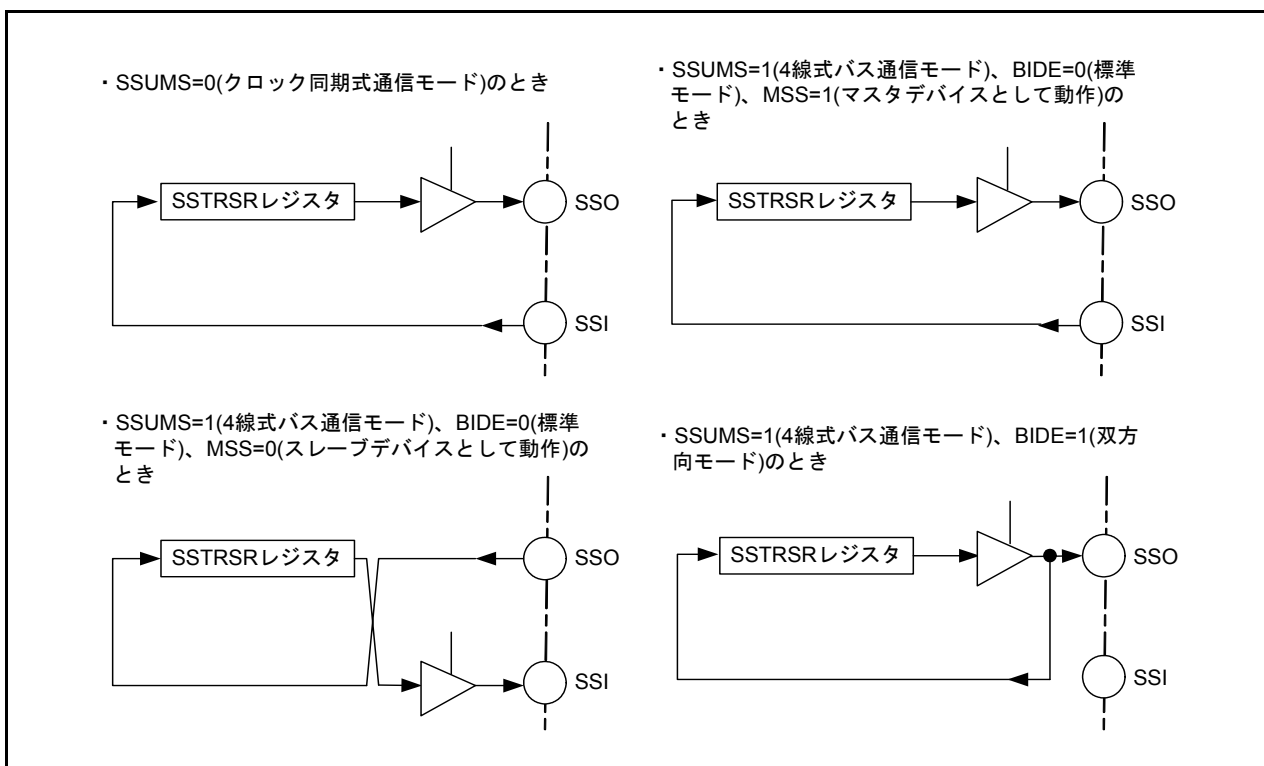 ・SSUMS=0(クロック同期式通信モード)のとき
SSTRSRレジスタ
SSO
SSI
・SSUMS=1(4線式バス通信モード)、BIDE=0(標準
モード)、MSS=1(マスタデバイスとして動作)の
とき
SSTRSRレジスタ
SSO
SSI
・SSUMS=1(4線式バス通信モード)、BIDE=0(標準
モード)、MSS=0(スレーブデバイスとして動作)の
とき
SSTRSRレジスタ
SSO
SSI
・SSUMS=1(4線式バス通信モード)、BIDE=1(双方
向モード)のとき
SSTRSRレジスタ
SSO
SSI